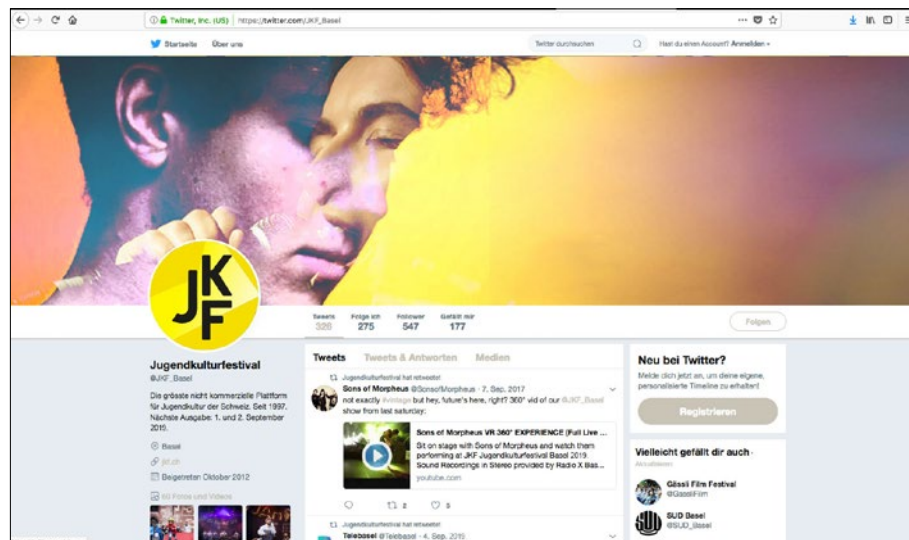 Twitter, Inc. (US) https://twitter.com/JKF_Basel
Startseite Über uns Twitter durchsuchen Hast du einen Account? Anmelden
JKF
Tweets Folge ich Follower Gefällt mir
326 275 547 177
Folgen
Jugendkulturfestival
@JKF_Basel
Die grösste nicht kommerzielle Plattform
für Jugendkultur der Schweiz. Seit 1997.
Nächste Ausgabe: 1. und 2. September
2019.
Basel
jkf.ch
Beigetreten Oktober 2012
60 Fotos und Videos
Tweets Tweets & Antworten Medien
Jugendkulturfestival hat retweetet
Sons of Morpheus @SonsofMorpheus · 7. Sep. 2017
not exactly #vintage but hey, future's here, right? 360° vid of our @JKF_Basel
show from last saturday:
Sons of Morpheus VR 360° EXPERIENCE (Full Live ...
Sit on stage with Sons of Morpheus and watch them
performing at JKF Jugendkulturfestival Basel 2019.
Sound Recordings in Stereo provided by Radio X Bas...
youtube.com
2 5
Jugendkulturfestival hat retweetet
Telebasel @Telebasel · 4. Sep. 2019
Neu bei Twitter?
Melde dich jetzt an, um deine eigene,
personalisierte Timeline zu erhalten!
Registrieren
Vielleicht gefällt dir auch ·
Aktualisieren
Gässli Film Festival
@GassliFilm
SUD Basel
@SUD_Basel